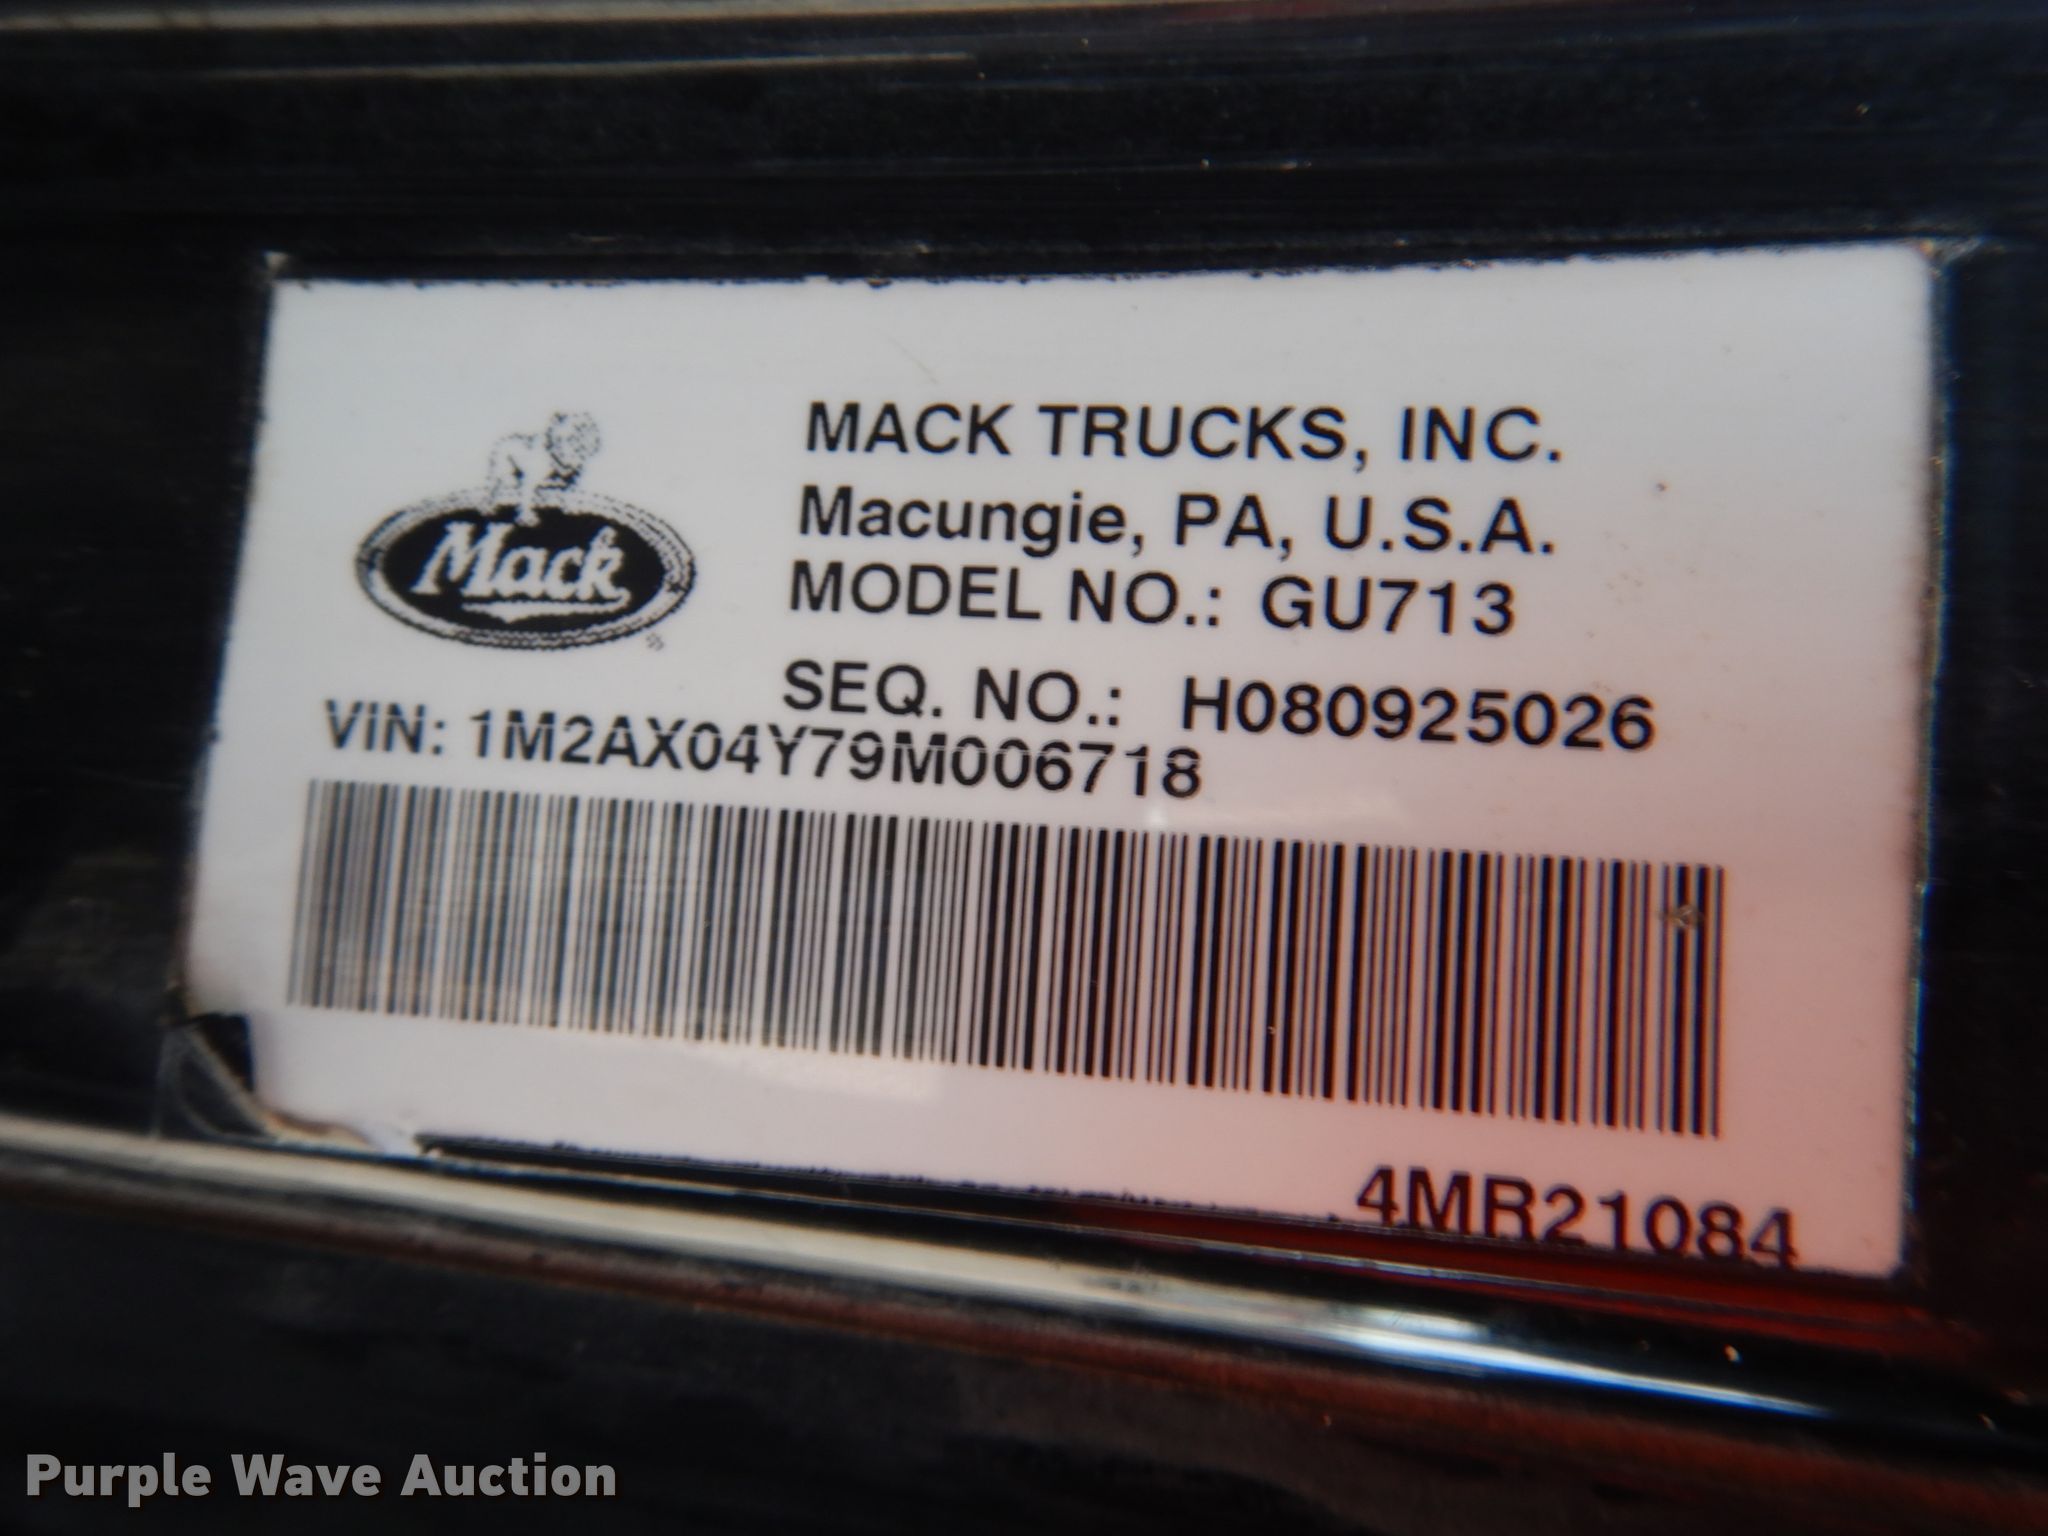 Mack
MACK TRUCKS, INC.
Macungie, PA, U.S.A.
MODEL NO.: GU713
SEQ. NO.: H080925026
VIN: 1M2AX04Y79M006718
4MR21084
Purple Wave Auction